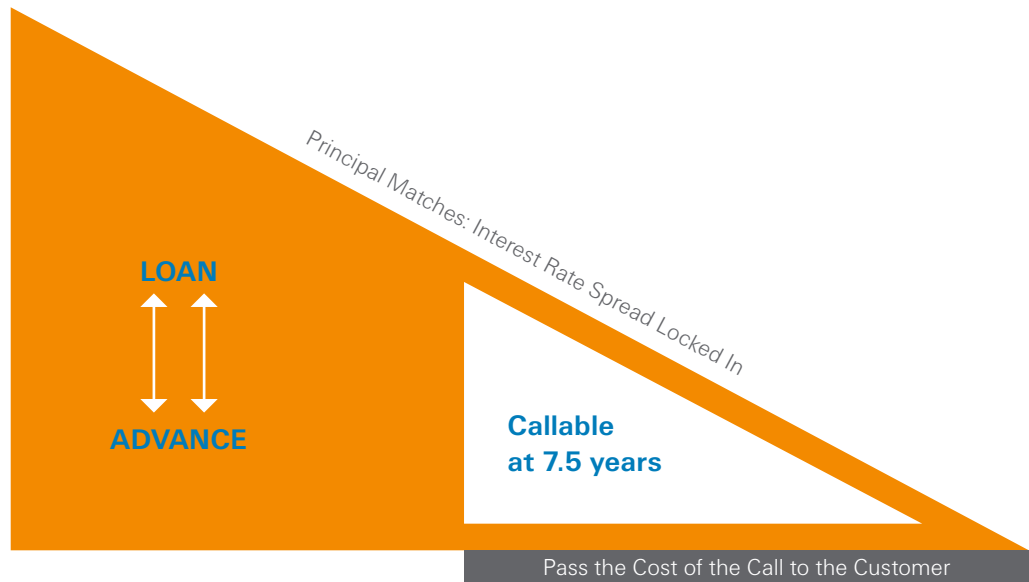 Principal Matches: Interest Rate Spread Locked In
LOAN
ADVANCE
Callable
at 7.5 years
Pass the Cost of the Call to the Customer